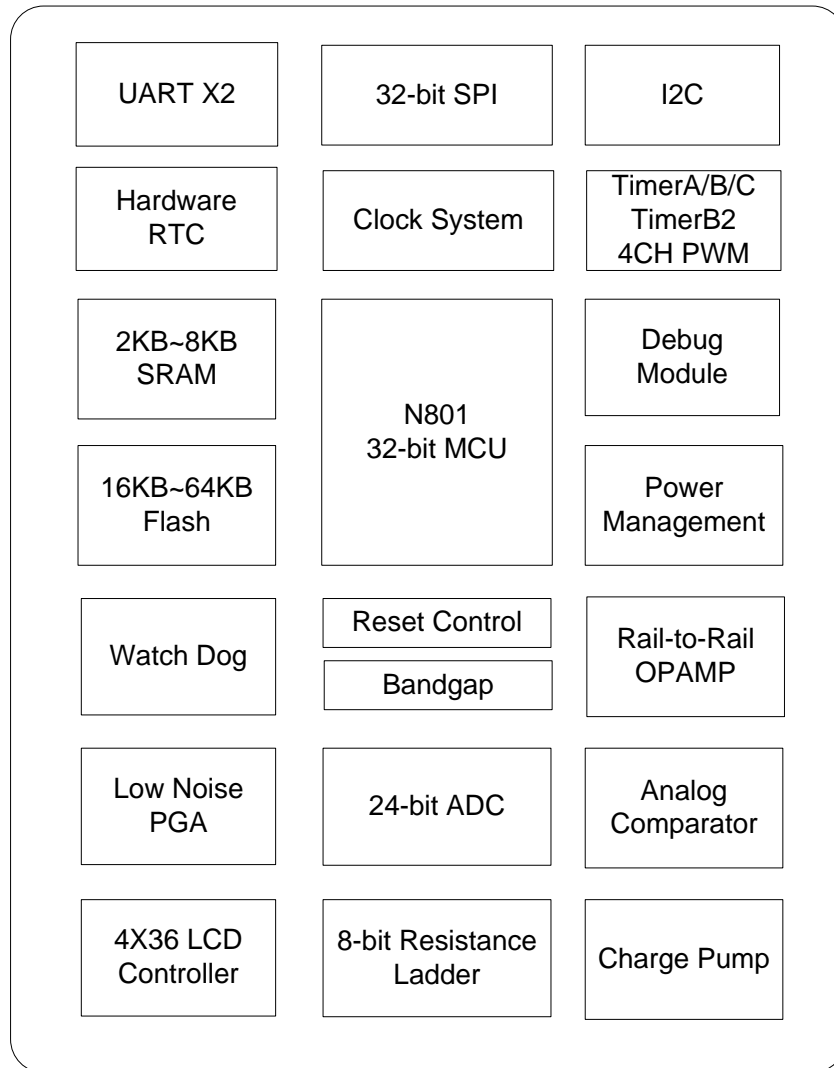 UART X2
32-bit SPI
I2C
Hardware
RTC
Clock System
TimerA/B/C
TimerB2
4CH PWM
2KB~8KB
SRAM
N801
32-bit MCU
Debug
Module
16KB~64KB
Flash
Power
Management
Watch Dog
Reset Control
Bandgap
Rail-to-Rail
OPAMP
Low Noise
PGA
24-bit ADC
Analog
Comparator
4X36 LCD
Controller
8-bit Resistance
Ladder
Charge Pump